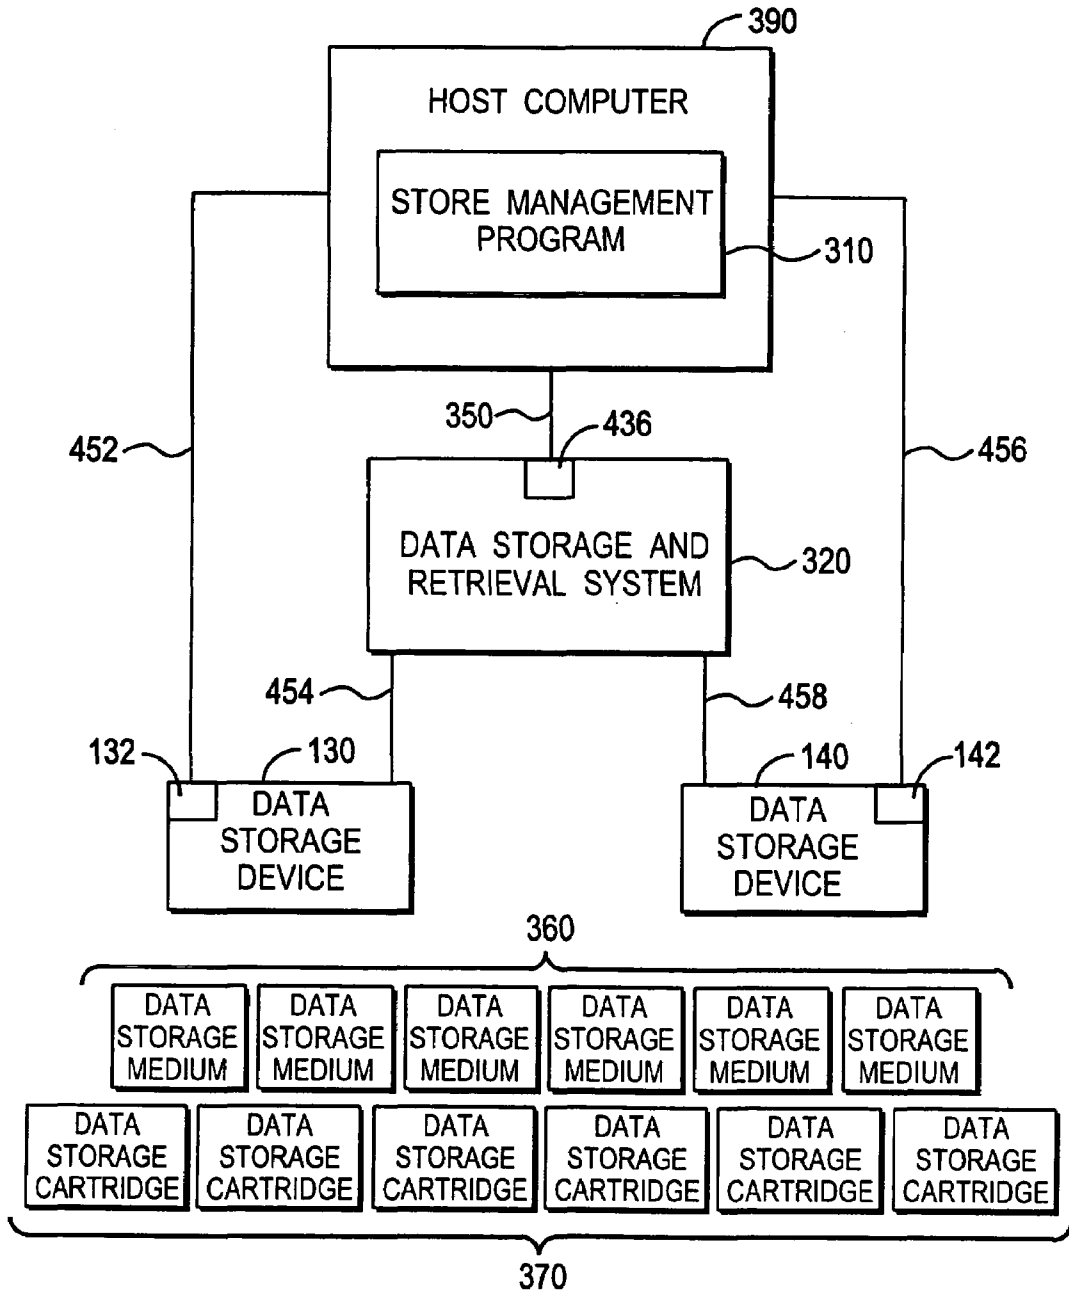 390
HOST COMPUTER
STORE MANAGEMENT
PROGRAM
310
350
436
452
456
DATA STORAGE AND
RETRIEVAL SYSTEM
320
454
458
132
130
140
142
DATA
STORAGE
DEVICE
DATA
STORAGE
DEVICE
360
DATA
STORAGE
MEDIUM
DATA
STORAGE
MEDIUM
DATA
STORAGE
MEDIUM
DATA
STORAGE
MEDIUM
DATA
STORAGE
MEDIUM
DATA
STORAGE
MEDIUM
DATA
STORAGE
CARTRIDGE
DATA
STORAGE
CARTRIDGE
DATA
STORAGE
CARTRIDGE
DATA
STORAGE
CARTRIDGE
DATA
STORAGE
CARTRIDGE
DATA
STORAGE
CARTRIDGE
370